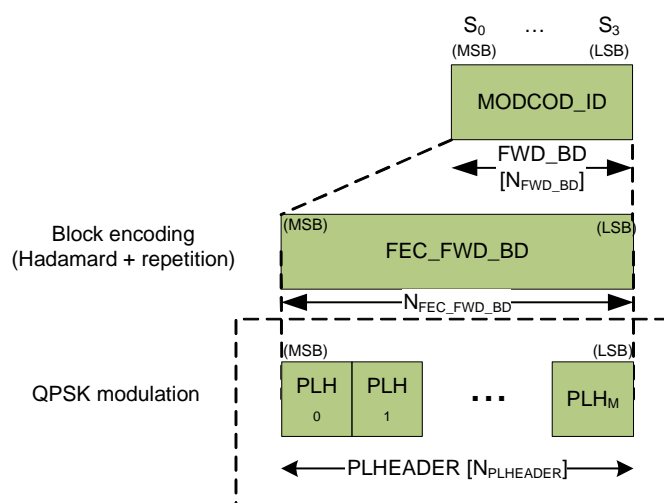 S0 … S3
(MSB) (LSB)
MODCOD_ID
FWD_BD
[NFWD_BD]
Block encoding
(Hadamard + repetition)
(MSB) (LSB)
FEC_FWD_BD
NFEC_FWD_BD
(MSB) (LSB)
QPSK modulation
PLH PLH … PLHM
0 1
PLHEADER [NPLHEADER]